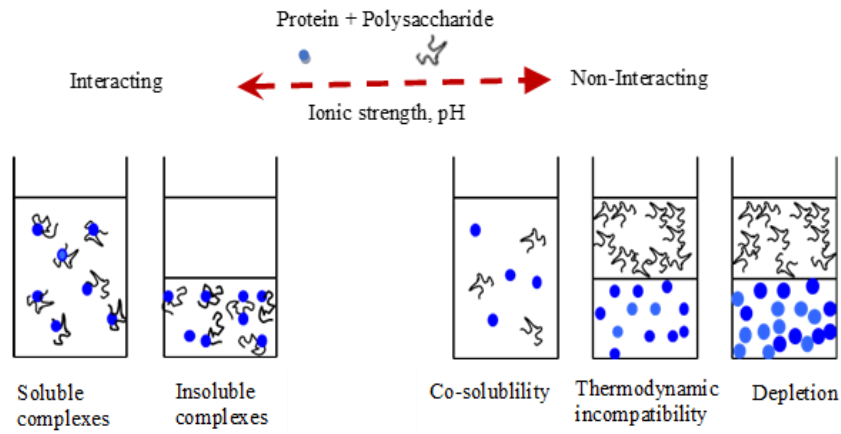 Protein + Polysaccharide
Interacting
Non-Interacting
Ionic strength, pH
Soluble
complexes
Insoluble
complexes
Co-solublility
Thermodynamic
incompatibility
Depletion